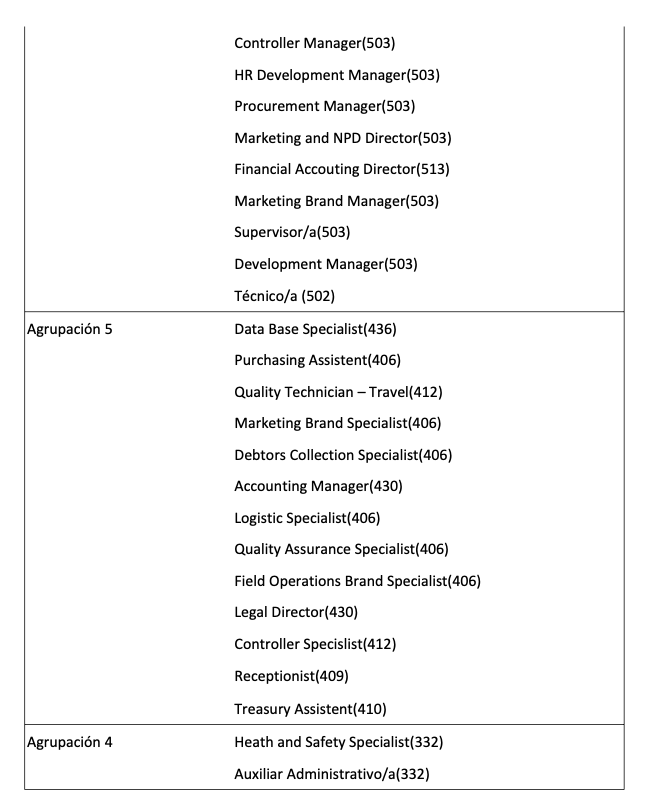 Controller Manager(503)
HR Development Manager(503)
Procurement Manager(503)
Marketing and NPD Director(503)
Financial Accouting Director(513)
Marketing Brand Manager(503)
Supervisor/a(503)
Development Manager(503)
Técnico/a (502)
Agrupación 5 Data Base Specialist(436)
Purchasing Assistent(406)
Quality Technician – Travel(412)
Marketing Brand Specialist(406)
Debtors Collection Specialist(406)
Accounting Manager(430)
Logistic Specialist(406)
Quality Assurance Specialist(406)
Field Operations Brand Specialist(406)
Legal Director(430)
Controller Specislist(412)
Receptionist(409)
Treasury Assistent(410)
Agrupación 4 Heath and Safety Specialist(332)
Auxiliar Administrativo/a(332)